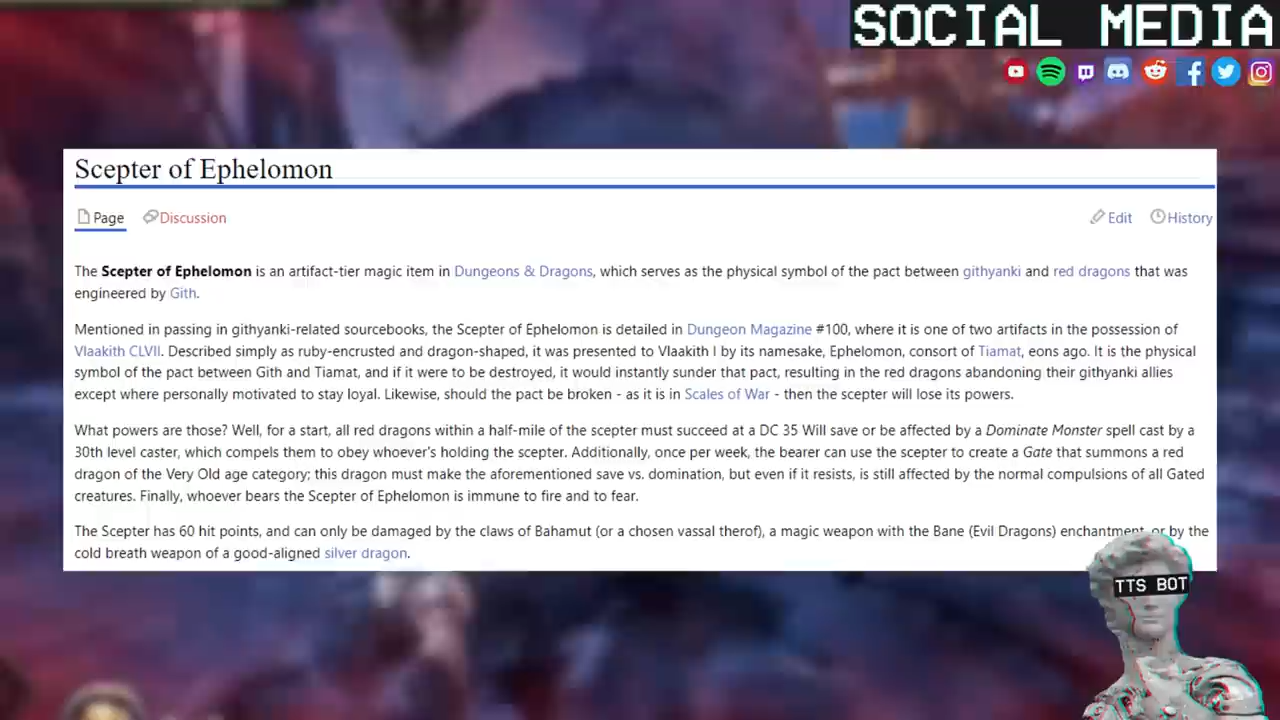 SOCIAL MEDIA
Scepter of Ephelomon
Page Discussion Edit History
The Scepter of Ephelomon is an artifact-tier magic item in Dungeons & Dragons, which serves as the physical symbol of the pact between githyanki and red dragons that was
engineered by Gith.
Mentioned in passing in githyanki-related sourcebooks, the Scepter of Ephelomon is detailed in Dungeon Magazine #100, where it is one of two artifacts in the possession of
Vlaakith CLVII. Described simply as ruby-encrusted and dragon-shaped, it was presented to Vlaakith I by its namesake, Ephelomon, consort of Tiamat, eons ago. It is the physical
symbol of the pact between Gith and Tiamat, and if it were to be destroyed, it would instantly sunder that pact, resulting in the red dragons abandoning their githyanki allies
except where personally motivated to stay loyal. Likewise, should the pact be broken - as it is in Scales of War - then the scepter will lose its powers.
What powers are those? Well, for a start, all red dragons within a half-mile of the scepter must succeed at a DC 35 Will save or be affected by a Dominate Monster spell cast by a
30th level caster, which compels them to obey whoever's holding the scepter. Additionally, once per week, the bearer can use the scepter to create a Gate that summons a red
dragon of the Very Old age category; this dragon must make the aforementioned save vs. domination, but even if it resists, is still affected by the normal compulsions of all Gated
creatures. Finally, whoever bears the Scepter of Ephelomon is immune to fire and to fear.
The Scepter has 60 hit points, and can only be damaged by the claws of Bahamut (or a chosen vassal therof), a magic weapon with the Bane (Evil Dragons) enchantment, or by the
cold breath weapon of a good-aligned silver dragon.
TTS BOT